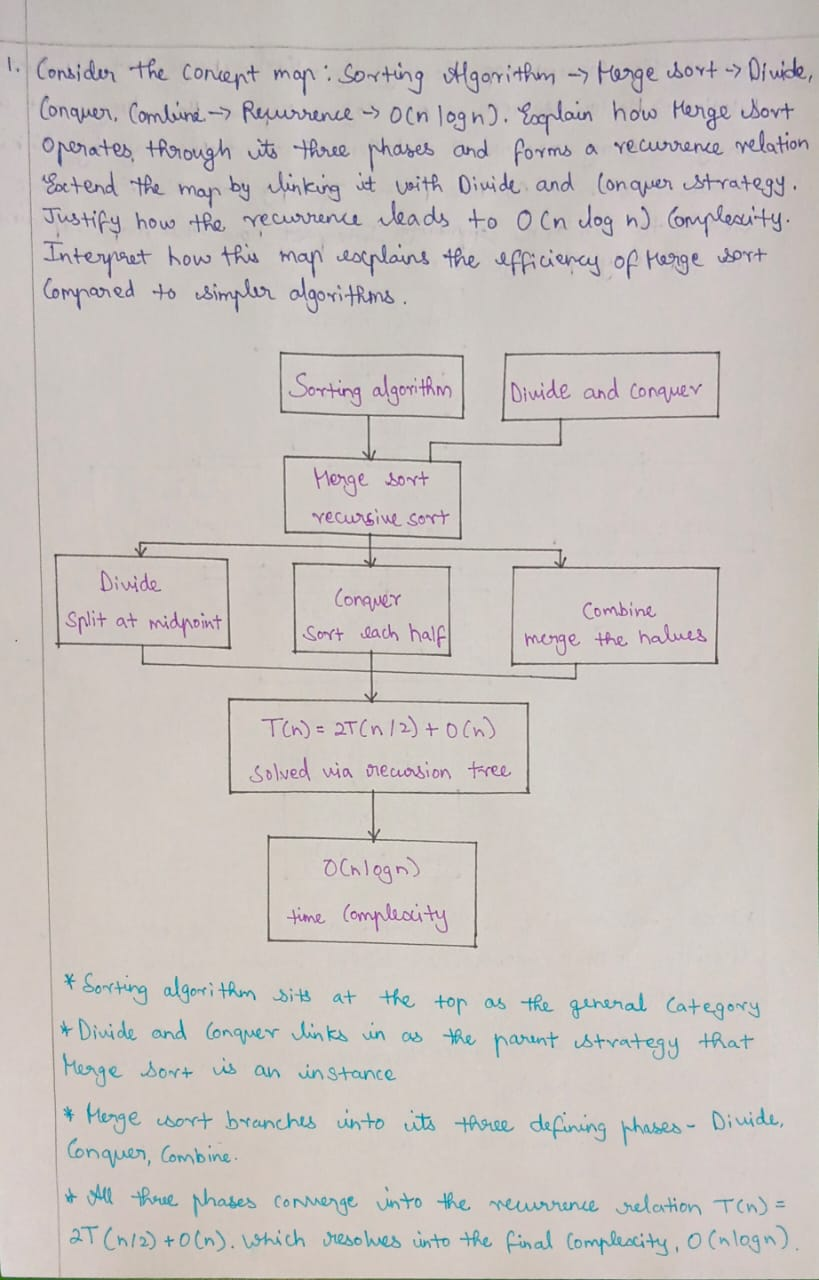 1. Consider the concept map: Sorting Algorithm → Merge sort → Divide,
Conquer, Combine → Recurrence → O(n log n). Explain how Merge Sort
Operates through its three phases and forms a recurrence relation
Extend the map by linking it with Divide and Conquer strategy.
Justify how the recurrence leads to O(n log n) Complexity.
Interpret how this map explains the efficiency of Merge sort
Compared to simpler algorithms.
Sorting algorithm
Divide and conquer
Merge sort
recursive sort
Divide
Split at midpoint
Conquer
Sort each half
Combine
merge the halves
T(n) = 2T(n/2) + O(n)
Solved via recursion tree
O(nlogn)
time Complexity
* Sorting algorithm sits at the top as the general Category
* Divide and Conquer links in as the parent strategy that
Merge Sort is an instance
* Merge sort branches into its three defining phases - Divide,
Conquer, Combine.
* All three phases converge into the recurrence relation T(n) =
2T(n/2) + O(n). which resolves into the final Complexity, O(nlogn).